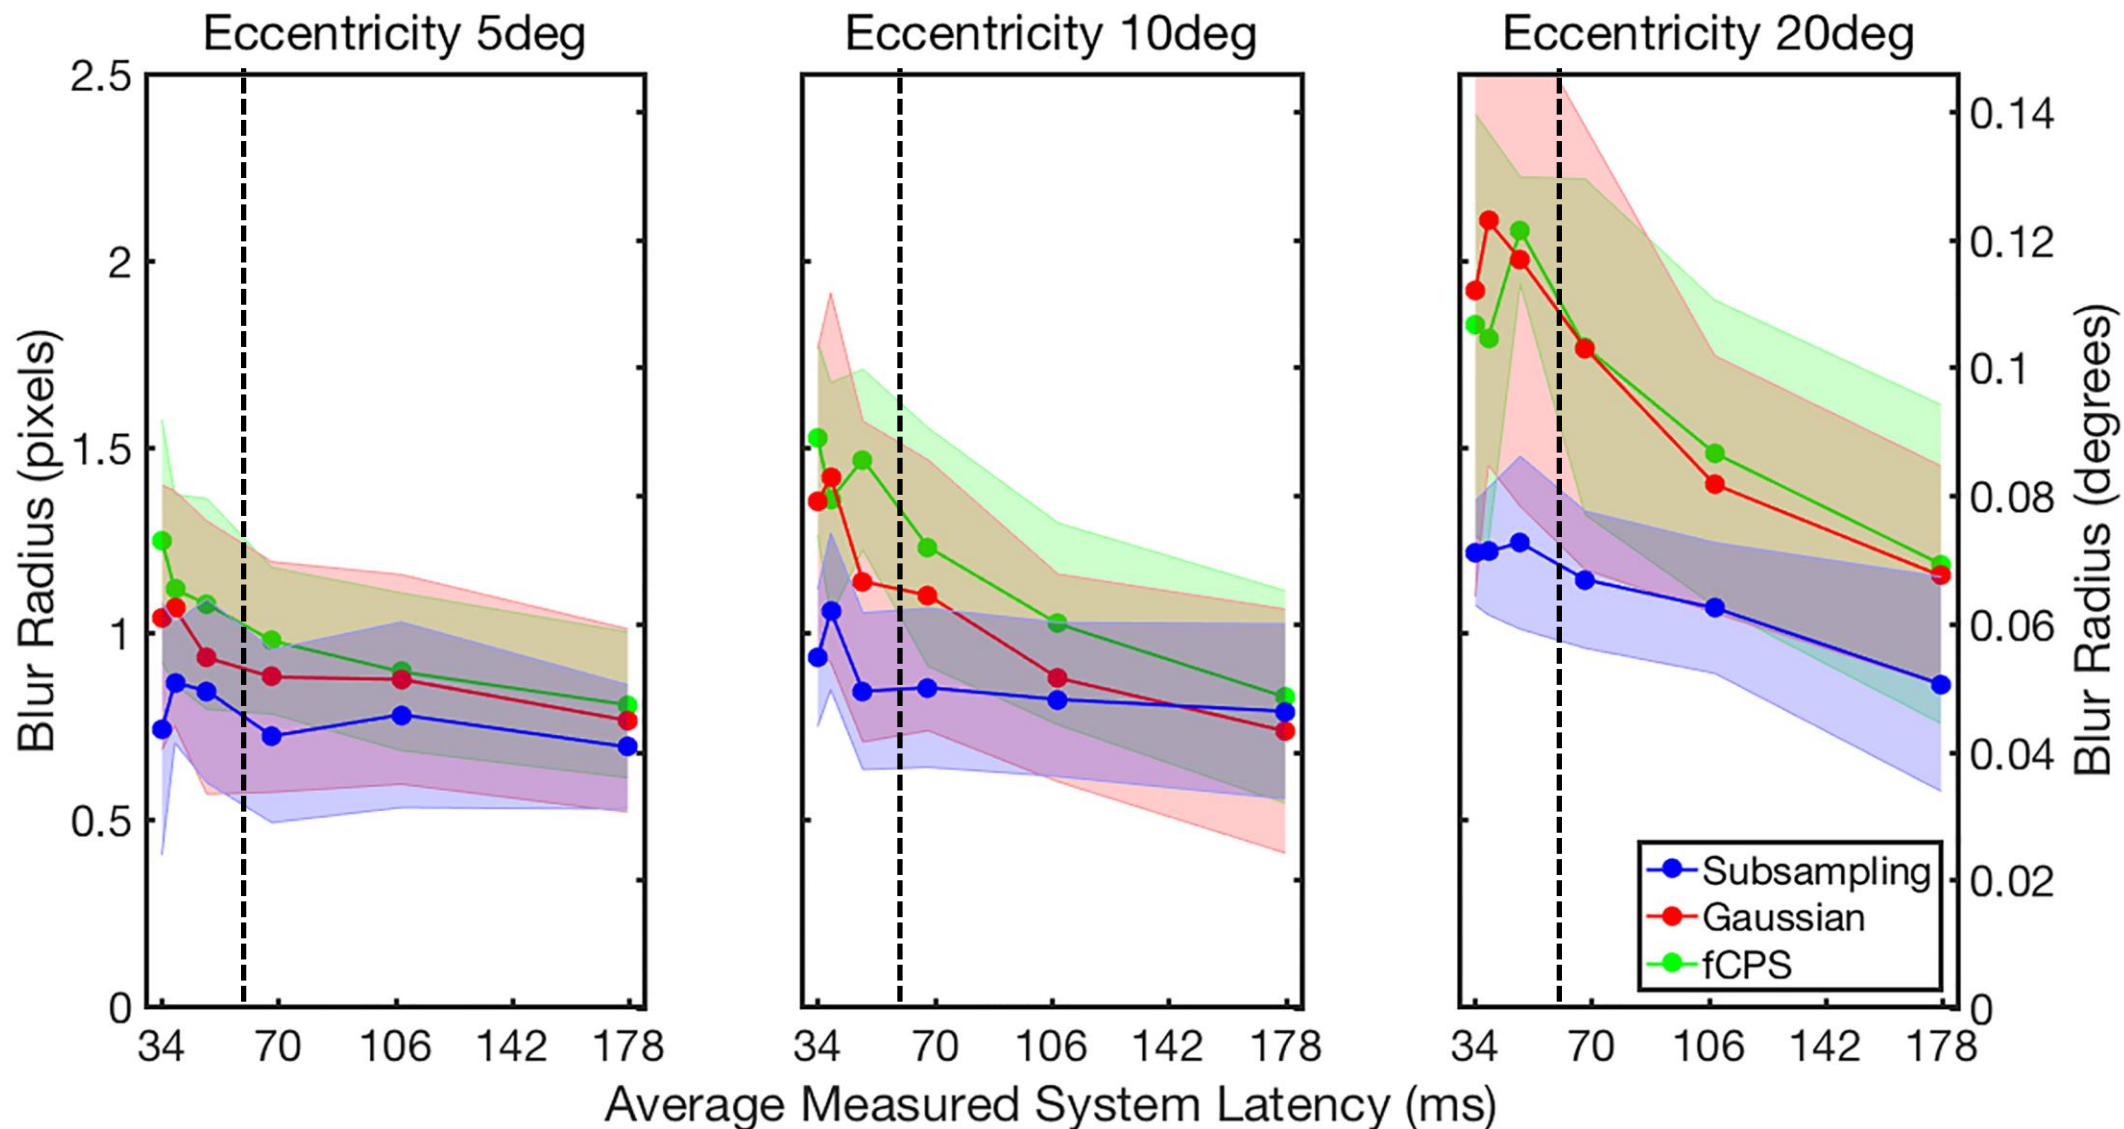 Eccentricity 5deg
Eccentricity 10deg
Eccentricity 20deg
2.5
2
1.5
1
0.5
0
Blur Radius (pixels)
34 70 106 142 178
34 70 106 142 178
34 70 106 142 178
Average Measured System Latency (ms)
0.14
0.12
0.1
0.08
0.06
0.04
0.02
0
Blur Radius (degrees)
Subsampling
Gaussian
fCPS